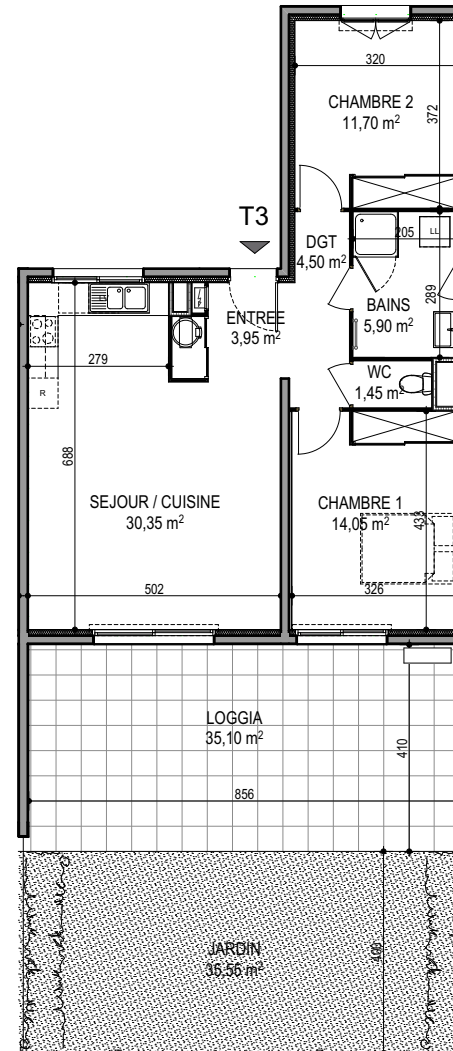 320
CHAMBRE 2
11,70 m²
372
T3
DGT
4,50 m²
205
LL
ENTREE
3,95 m²
BAINS
5,90 m²
289
279
WC
1,45 m²
R
688
SEJOUR / CUISINE
30,35 m²
CHAMBRE 1
14,05 m²
433
502
326
LOGGIA
35,10 m²
410
856
JARDIN
35,55 m²
400